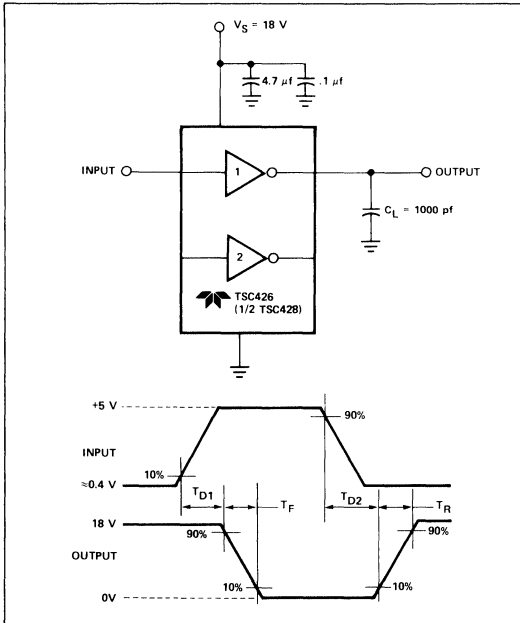 V_S = 18 V
4.7 μf
.1 μf
INPUT
1
OUTPUT
C_L = 1000 pf
2
TSC426
(1/2 TSC428)
+5 V
90%
INPUT
10%
≈0.4 V
T_D1
T_F
T_D2
T_R
18 V
90%
90%
OUTPUT
10%
10%
0V